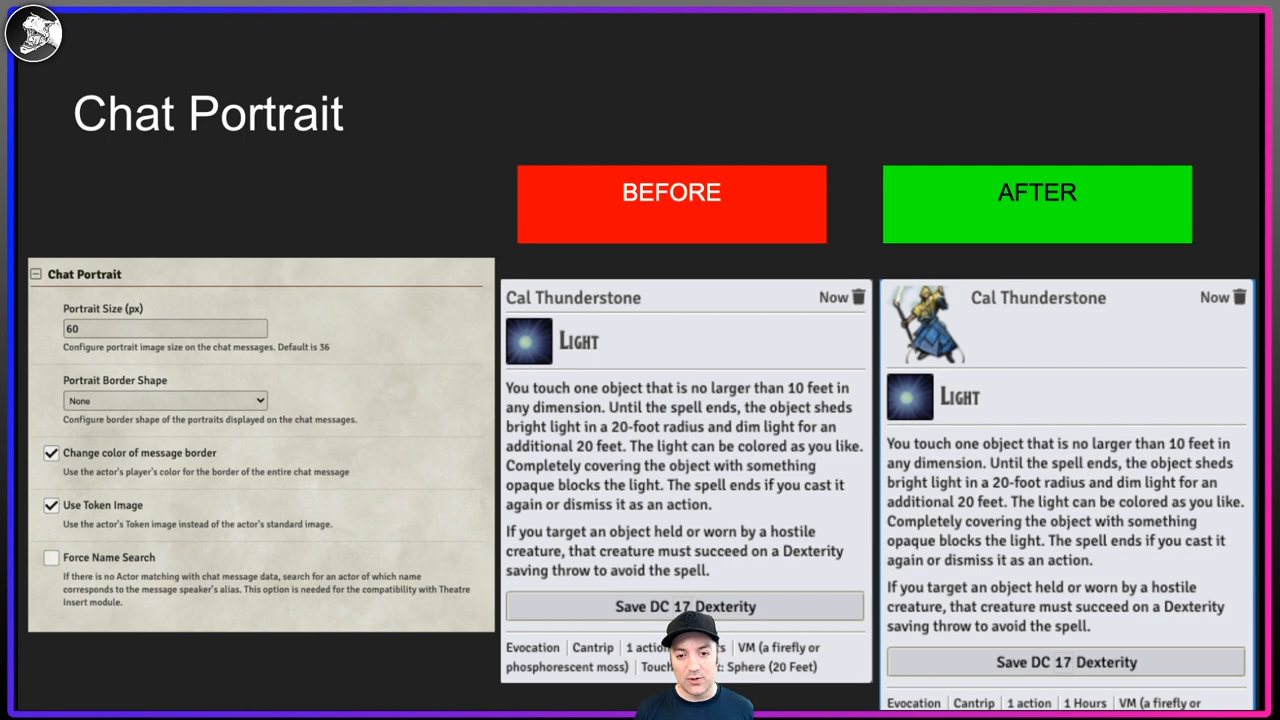 Chat Portrait
BEFORE
AFTER
Chat Portrait
Portrait Size (px)
60
Configure portrait image size on the chat messages. Default is 36
Portrait Border Shape
None
Configure border shape of the portraits displayed on the chat messages.
Change color of message border
Use the actor's player's color for the border of the entire chat message
Use Token Image
Use the actor's Token image instead of the actor's standard image.
Force Name Search
If there is no Actor matching with chat message data, search for an actor of which name
corresponds to the message speaker's alias. This option is needed for the compatibility with Theatre
Insert module.
Cal Thunderstone Now
LIGHT
You touch one object that is no larger than 10 feet in
any dimension. Until the spell ends, the object sheds
bright light in a 20-foot radius and dim light for an
additional 20 feet. The light can be colored as you like.
Completely covering the object with something
opaque blocks the light. The spell ends if you cast it
again or dismiss it as an action.
If you target an object held or worn by a hostile
creature, that creature must succeed on a Dexterity
saving throw to avoid the spell.
Save DC 17 Dexterity
Evocation Cantrip 1 VM (a firefly or
phosphorescent moss) Sphere (20 Feet)
Cal Thunderstone Now
LIGHT
You touch one object that is no larger than 10 feet in
any dimension. Until the spell ends, the object sheds
bright light in a 20-foot radius and dim light for an
additional 20 feet. The light can be colored as you like.
Completely covering the object with something
opaque blocks the light. The spell ends if you cast it
again or dismiss it as an action.
If you target an object held or worn by a hostile
creature, that creature must succeed on a Dexterity
saving throw to avoid the spell.
Save DC 17 Dexterity
Evocation Cantrip 1 action 1 Hours VM (a firefly or